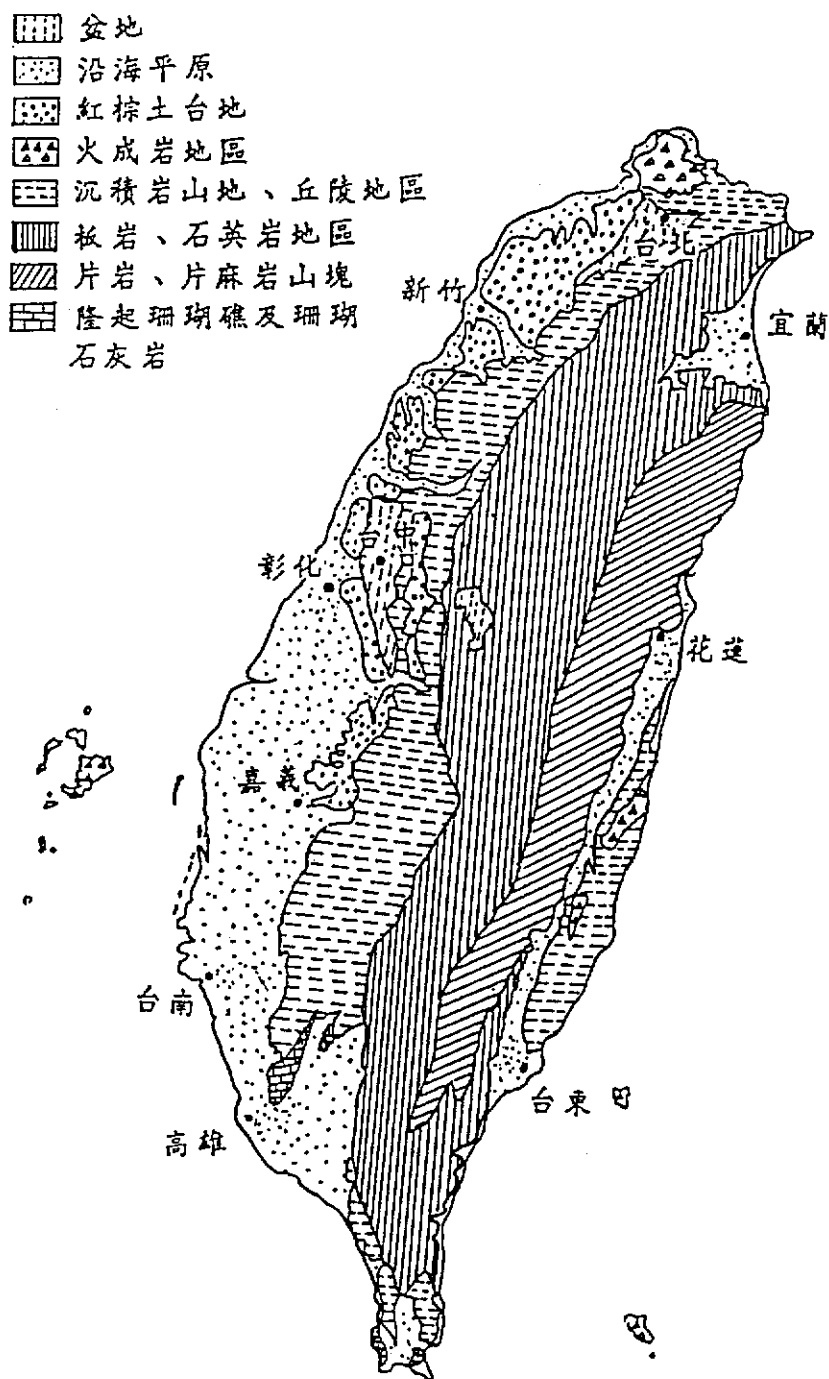 盆地
沿海平原
紅棕土台地
火成岩地區
沉積岩山地、丘陵地區
板岩、石英岩地區
片岩、片麻岩山塊
隆起珊瑚礁及珊瑚
石灰岩
台北
新竹
宜蘭
台中
彰化
花蓮
嘉義
台南
台東
高雄